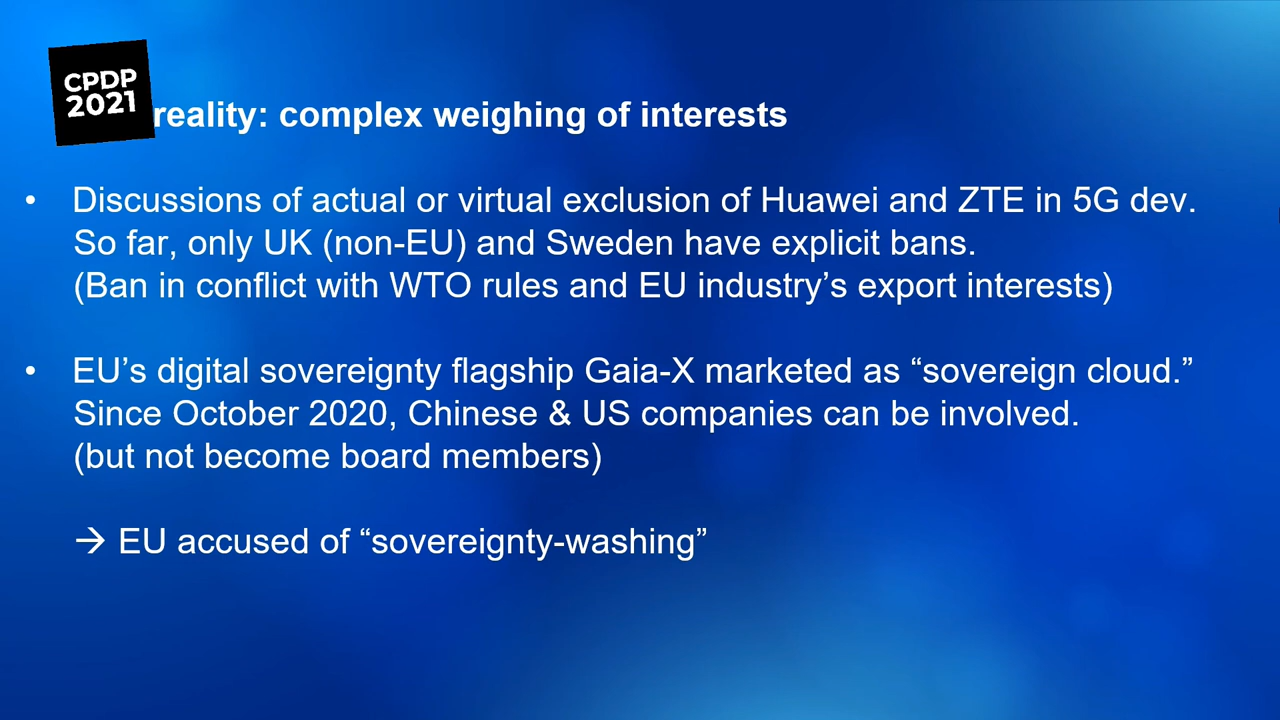 CPDP
2021
reality: complex weighing of interests
• Discussions of actual or virtual exclusion of Huawei and ZTE in 5G dev.
So far, only UK (non-EU) and Sweden have explicit bans.
(Ban in conflict with WTO rules and EU industry’s export interests)
• EU’s digital sovereignty flagship Gaia-X marketed as “sovereign cloud.”
Since October 2020, Chinese & US companies can be involved.
(but not become board members)
→ EU accused of “sovereignty-washing”